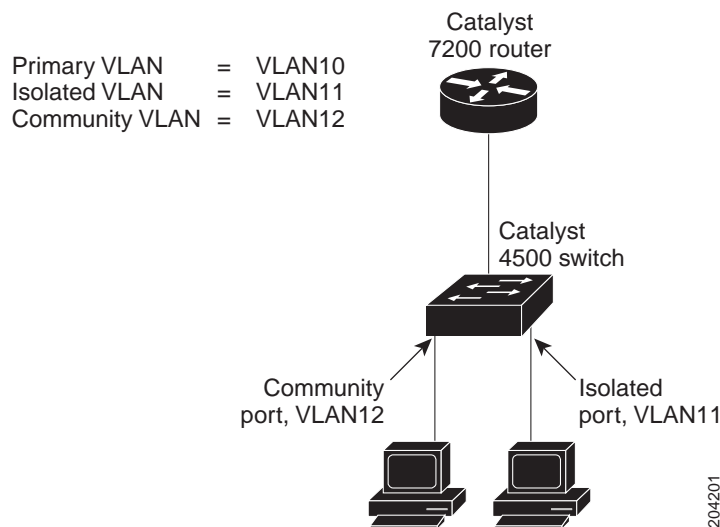 Catalyst
7200 router
Primary VLAN = VLAN10
Isolated VLAN = VLAN11
Community VLAN = VLAN12
Catalyst
4500 switch
Community
port, VLAN12
Isolated
port, VLAN11
204201